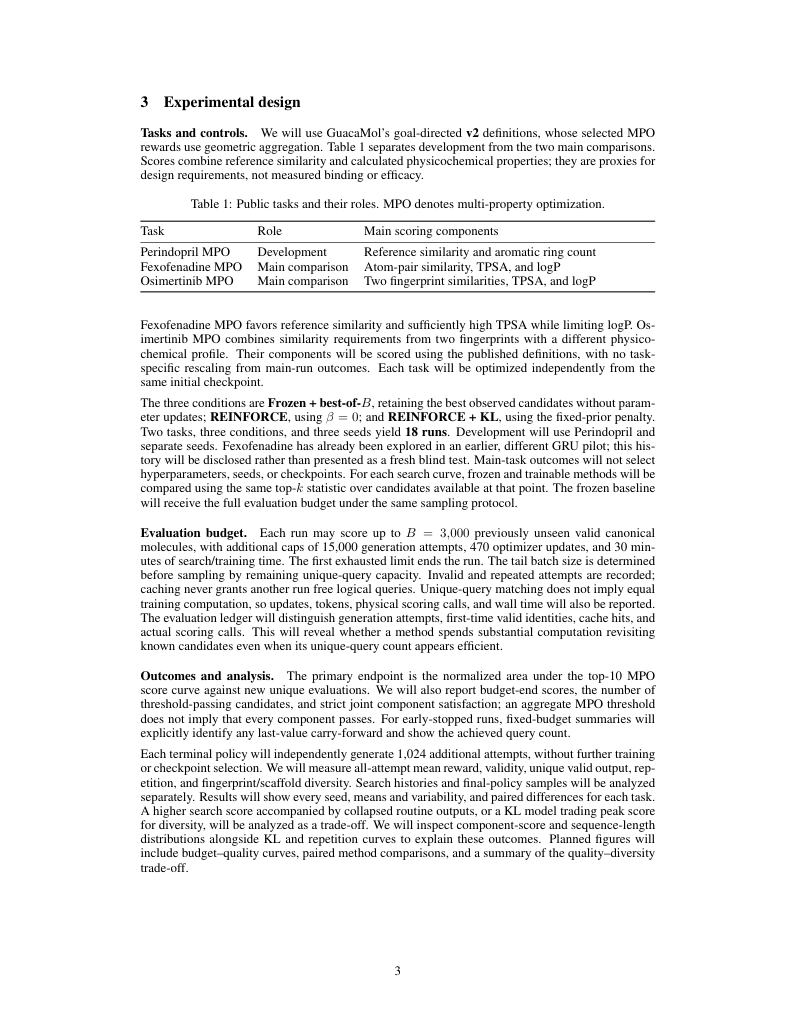 3 Experimental design
Tasks and controls. We will use GuacaMol's goal-directed v2 definitions, whose selected MPO
rewards use geometric aggregation. Table 1 separates development from the two main comparisons.
Scores combine reference similarity and calculated physicochemical properties; they are proxies for
design requirements, not measured binding or efficacy.
Table 1: Public tasks and their roles. MPO denotes multi-property optimization.
Task Role Main scoring components
Perindopril MPO Development Reference similarity and aromatic ring count
Fexofenadine MPO Main comparison Atom-pair similarity, TPSA, and logP
Osimertinib MPO Main comparison Two fingerprint similarities, TPSA, and logP
Fexofenadine MPO favors reference similarity and sufficiently high TPSA while limiting logP. Os-
imertinib MPO combines similarity requirements from two fingerprints with a different physico-
chemical profile. Their components will be scored using the published definitions, with no task-
specific rescaling from main-run outcomes. Each task will be optimized independently from the
same initial checkpoint.
The three conditions are Frozen + best-of-B, retaining the best observed candidates without param-
eter updates; REINFORCE, using β = 0; and REINFORCE + KL, using the fixed-prior penalty.
Two tasks, three conditions, and three seeds yield 18 runs. Development will use Perindopril and
separate seeds. Fexofenadine has already been explored in an earlier, different GRU pilot; this his-
tory will be disclosed rather than presented as a fresh blind test. Main-task outcomes will not select
hyperparameters, seeds, or checkpoints. For each search curve, frozen and trainable methods will be
compared using the same top-k statistic over candidates available at that point. The frozen baseline
will receive the full evaluation budget under the same sampling protocol.
Evaluation budget. Each run may score up to B = 3,000 previously unseen valid canonical
molecules, with additional caps of 15,000 generation attempts, 470 optimizer updates, and 30 min-
utes of search/training time. The first exhausted limit ends the run. The tail batch size is determined
before sampling by remaining unique-query capacity. Invalid and repeated attempts are recorded;
caching never grants another run free logical queries. Unique-query matching does not imply equal
training computation, so updates, tokens, physical scoring calls, and wall time will also be reported.
The evaluation ledger will distinguish generation attempts, first-time valid identities, cache hits, and
actual scoring calls. This will reveal whether a method spends substantial computation revisiting
known candidates even when its unique-query count appears efficient.
Outcomes and analysis. The primary endpoint is the normalized area under the top-10 MPO
score curve against new unique evaluations. We will also report budget-end scores, the number of
threshold-passing candidates, and strict joint component satisfaction; an aggregate MPO threshold
does not imply that every component passes. For early-stopped runs, fixed-budget summaries will
explicitly identify any last-value carry-forward and show the achieved query count.
Each terminal policy will independently generate 1,024 additional attempts, without further training
or checkpoint selection. We will measure all-attempt mean reward, validity, unique valid output, rep-
etition, and fingerprint/scaffold diversity. Search histories and final-policy samples will be analyzed
separately. Results will show every seed, means and variability, and paired differences for each task.
A higher search score accompanied by collapsed routine outputs, or a KL model trading peak score
for diversity, will be analyzed as a trade-off. We will inspect component-score and sequence-length
distributions alongside KL and repetition curves to explain these outcomes. Planned figures will
include budget–quality curves, paired method comparisons, and a summary of the quality–diversity
trade-off.
3